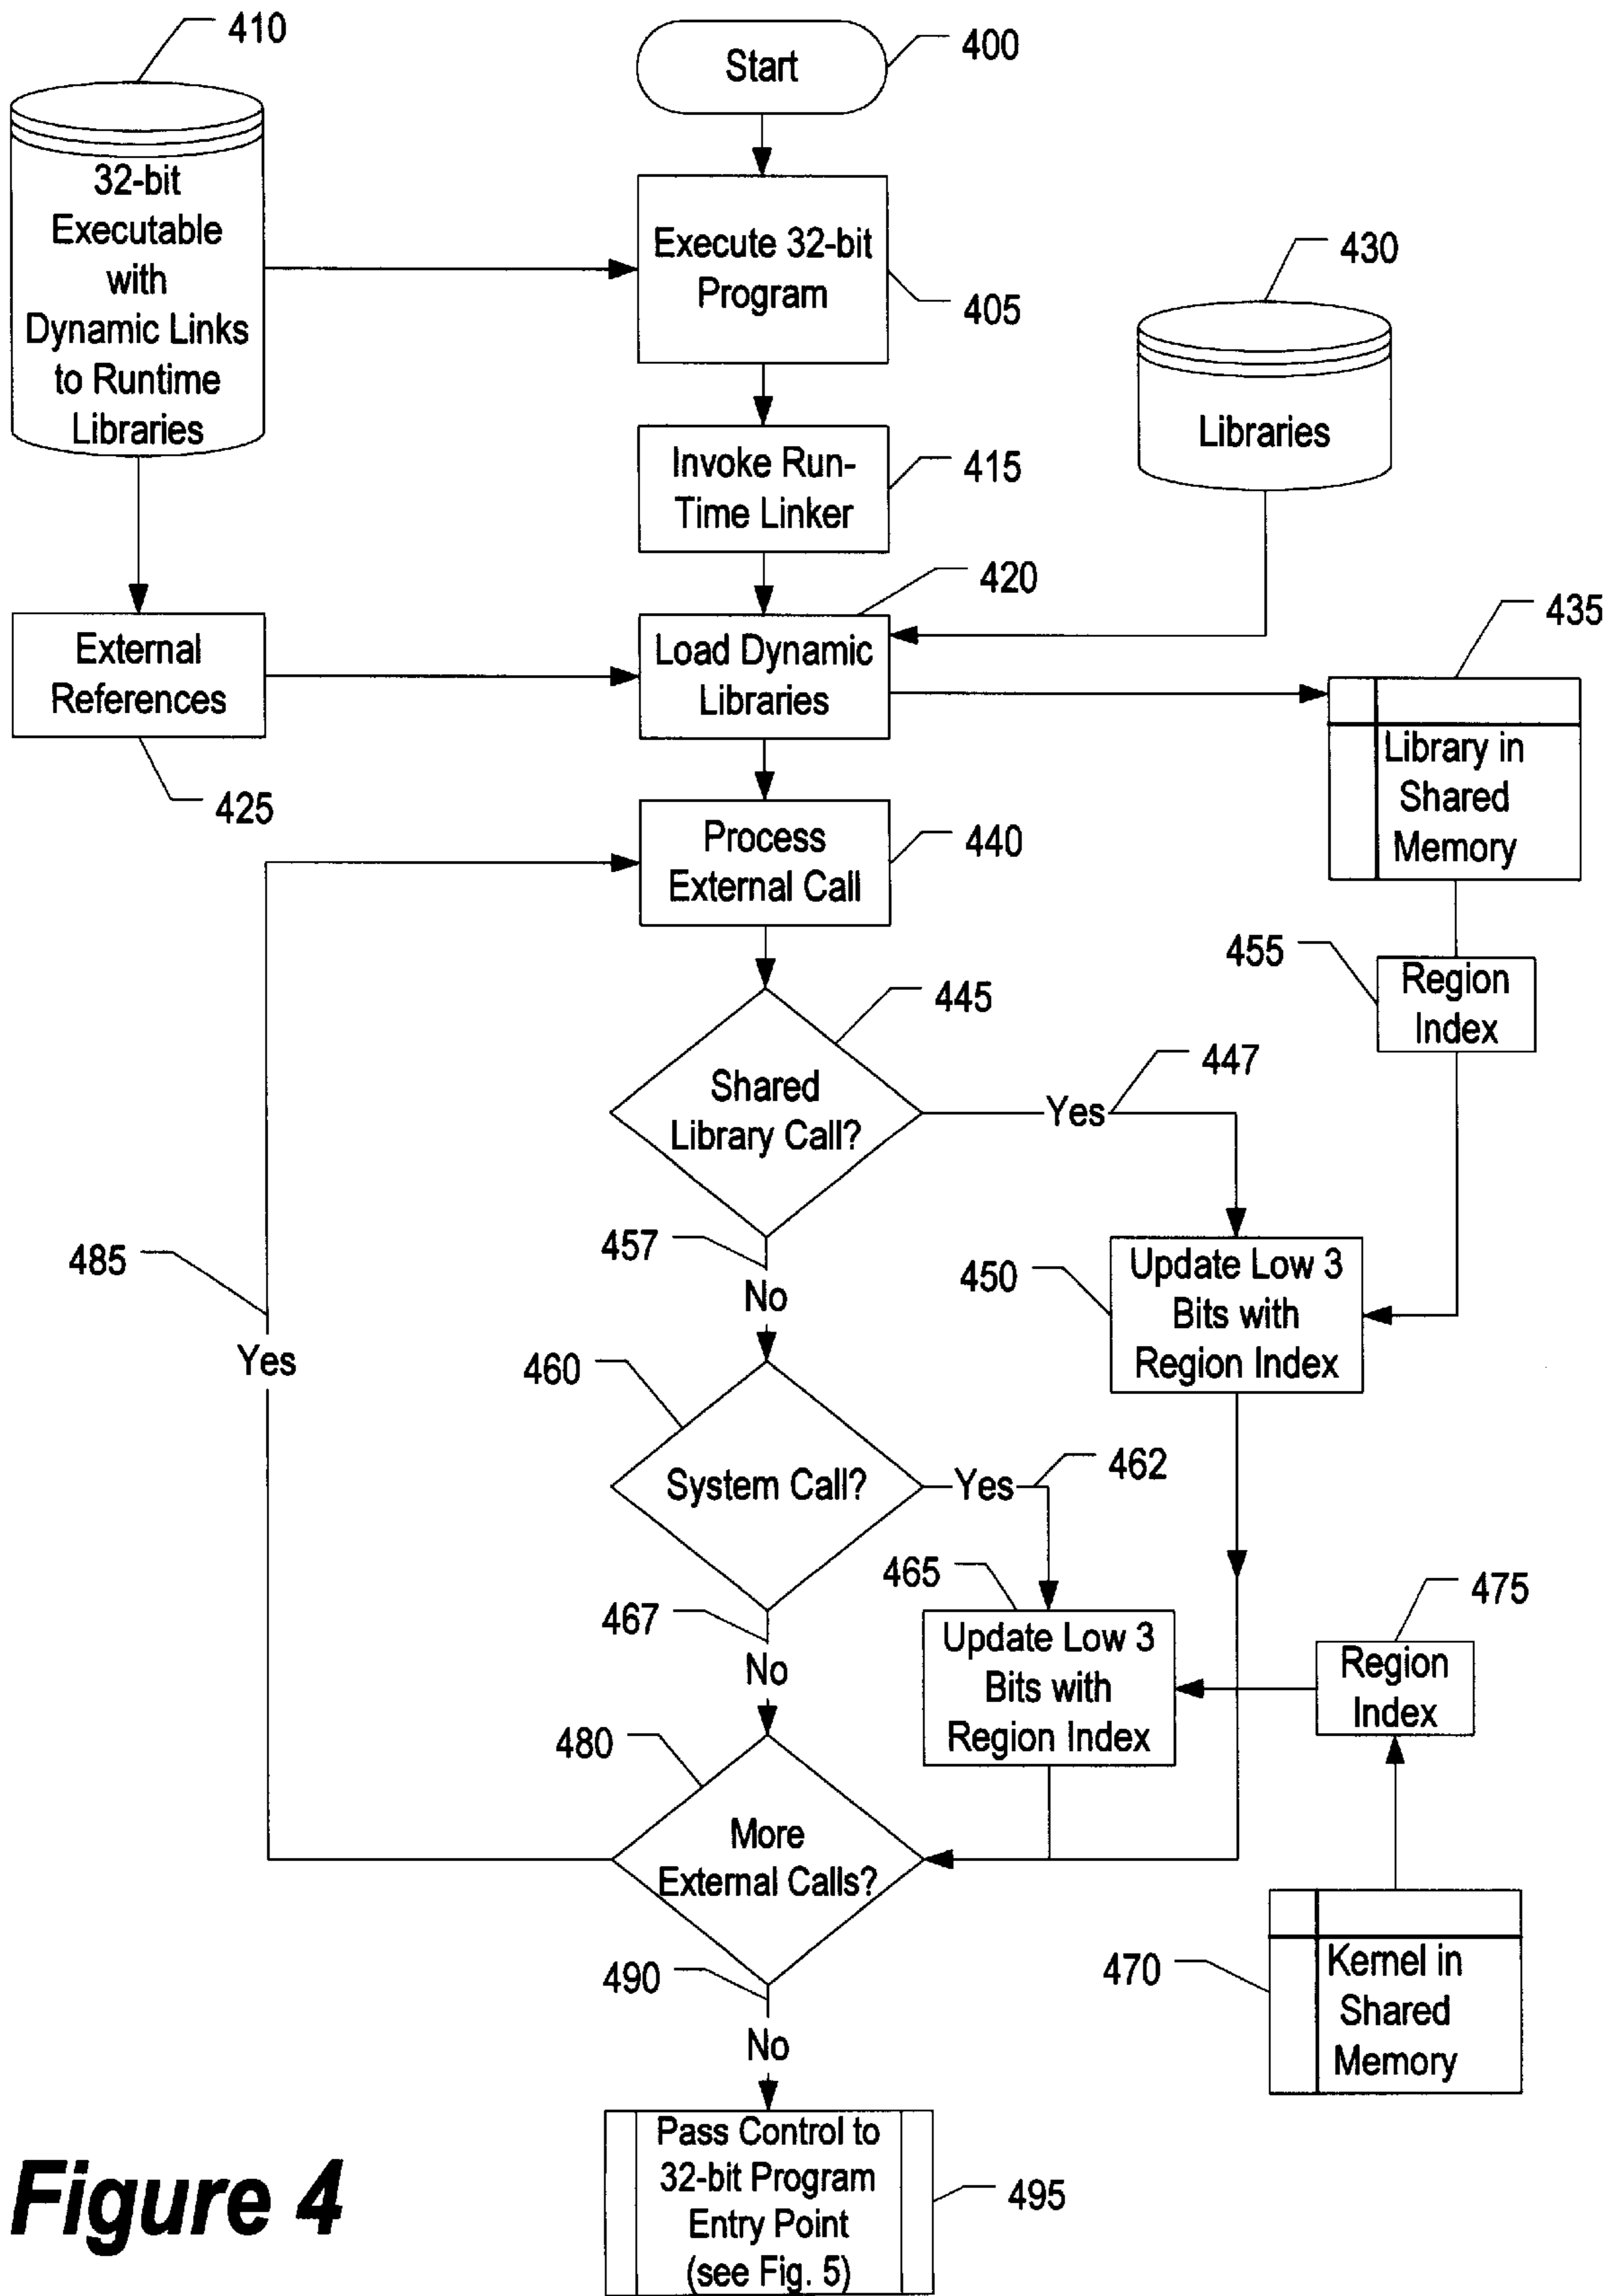 410
400
Start
32-bit
Executable
with
Dynamic Links
to Runtime
Libraries
Execute 32-bit
Program
405
430
Libraries
Invoke Run-
Time Linker
415
420
External
References
425
Load Dynamic
Libraries
435
Library in
Shared
Memory
Process
External Call
440
455
Region
Index
445
Shared
Library Call?
Yes
447
457
No
485
Yes
450
Update Low 3
Bits with
Region Index
460
System Call?
Yes
462
465
Update Low 3
Bits with
Region Index
475
Region
Index
467
No
480
More
External Calls?
470
Kernel in
Shared
Memory
490
No
Pass Control to
32-bit Program
Entry Point
(see Fig. 5)
495
Figure 4